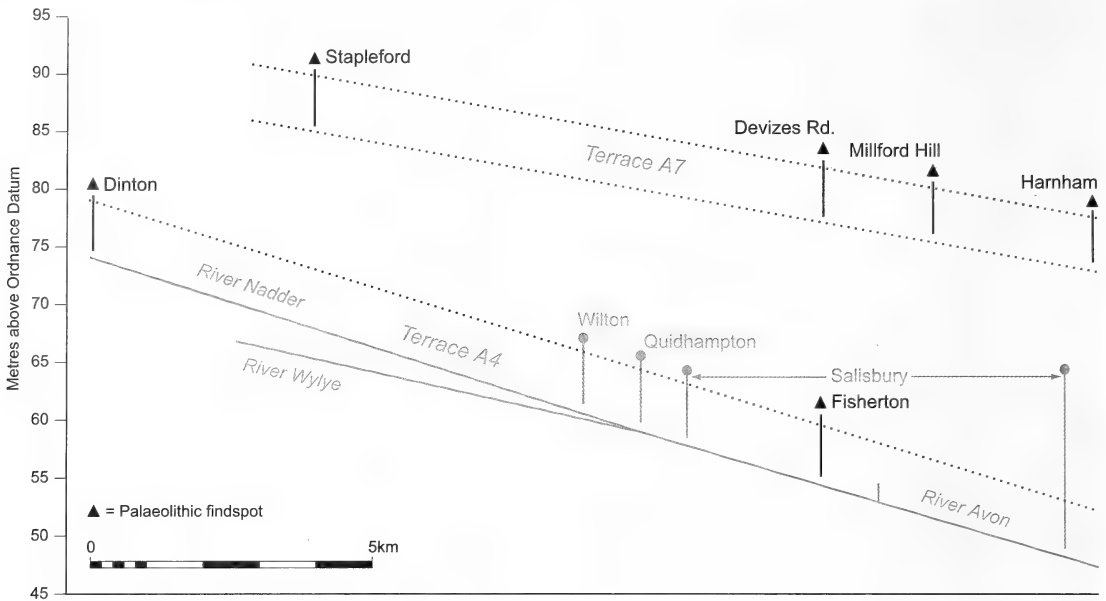 95
90
85
80
75
70
65
60
55
50
45
Metres above Ordnance Datum
▲ Stapleford
Devizes Rd.
Millford Hill
Harnham
Terrace A7
▲ Dinton
River Nadder
Terrace A4
River Wylye
Wilton
Quidhampton
Salisbury
▲ Fisherton
River Avon
▲ = Palaeolithic findspot
0 5km